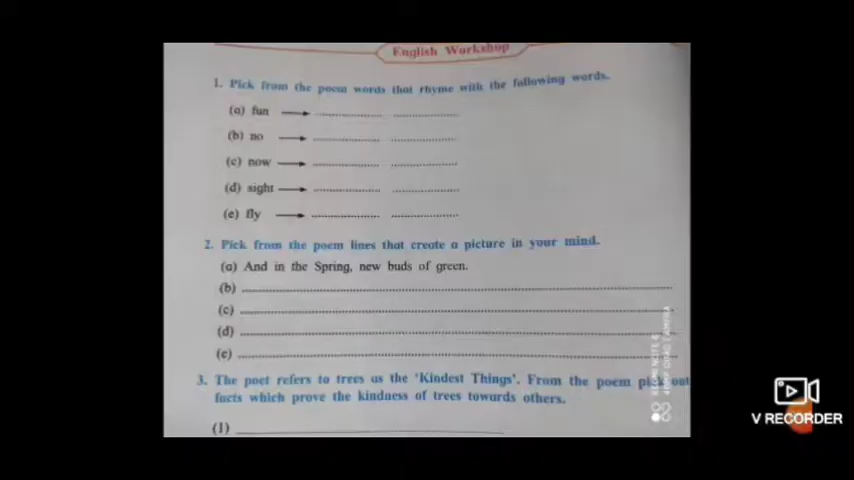 English Workshop
1. Pick from the poem words that rhyme with the following words.
(a) fun → .................... ....................
(b) no → .................... ....................
(c) now → .................... ....................
(d) sight → .................... ....................
(e) fly → .................... ....................
2. Pick from the poem lines that create a picture in your mind.
(a) And in the Spring, new buds of green.
(b) ....................
(c) ....................
(d) ....................
(e) ....................
3. The poet refers to trees as the 'Kindest Things'. From the poem pick out
facts which prove the kindness of trees towards others.
(1) ____________________
V RECORDER